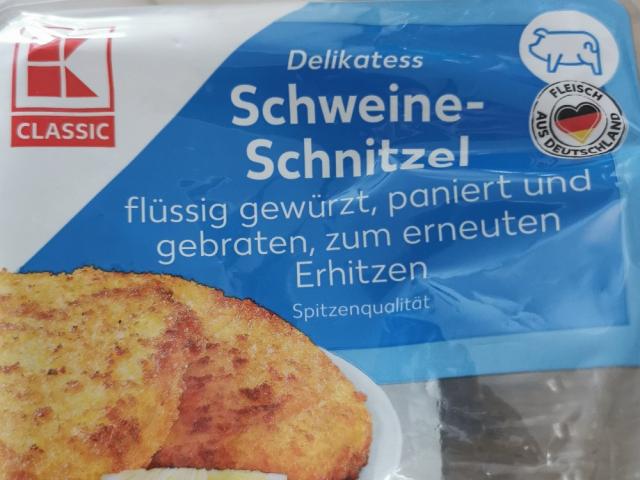 K
CLASSIC
Delikatess
Schweine-
Schnitzel
flüssig gewürzt, paniert und
gebraten, zum erneuten
Erhitzen
Spitzenqualität
FLEISCH
AUS DEUTSCHLAND